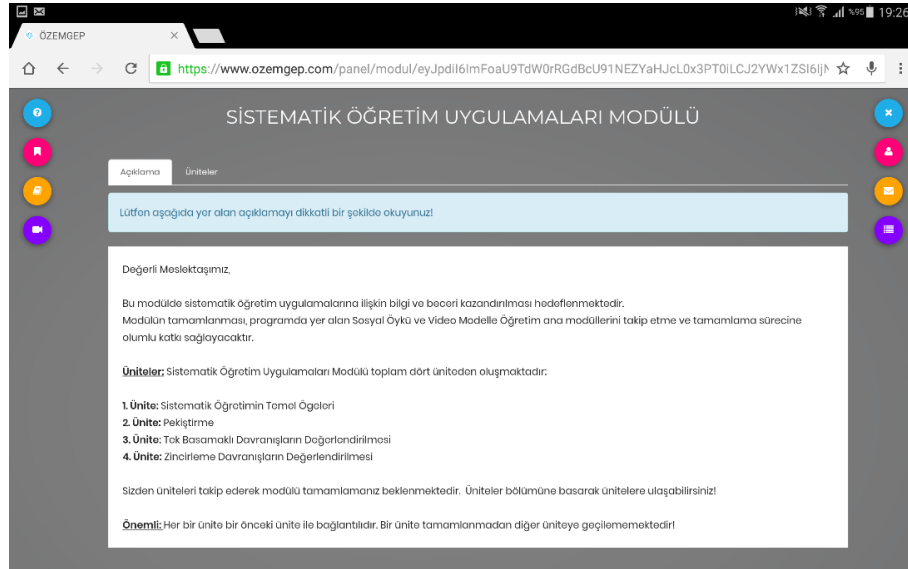 %95 19:26
ÖZEMGEP
https://www.ozemgep.com/panel/modul/
SİSTEMATİK ÖĞRETİM UYGULAMALARI MODÜLÜ
Açıklama Üniteler
Lütfen aşağıda yer alan açıklamayı dikkatli bir şekilde okuyunuz!
Değerli Meslektaşımız,
Bu modülde sistematik öğretim uygulamalarına ilişkin bilgi ve beceri kazandırılması hedeflenmektedir.
Modülün tamamlanması, programda yer alan Sosyal Öykü ve Video Modelle Öğretim ana modüllerini takip etme ve tamamlama sürecine
olumlu katkı sağlayacaktır.
Üniteler: Sistematik Öğretim Uygulamaları Modülü toplam dört üniteden oluşmaktadır:
1. Ünite: Sistematik Öğretimin Temel Ögeleri
2. Ünite: Pekiştirme
3. Ünite: Tek Basamaklı Davranışların Değerlendirilmesi
4. Ünite: Zincirleme Davranışların Değerlendirilmesi
Sizden üniteleri takip ederek modülü tamamlamanız beklenmektedir. Üniteler bölümüne basarak ünitelere ulaşabilirsiniz!
Önemli: Her bir ünite bir önceki ünite ile bağlantılıdır. Bir ünite tamamlanmadan diğer üniteye geçilememektedir!